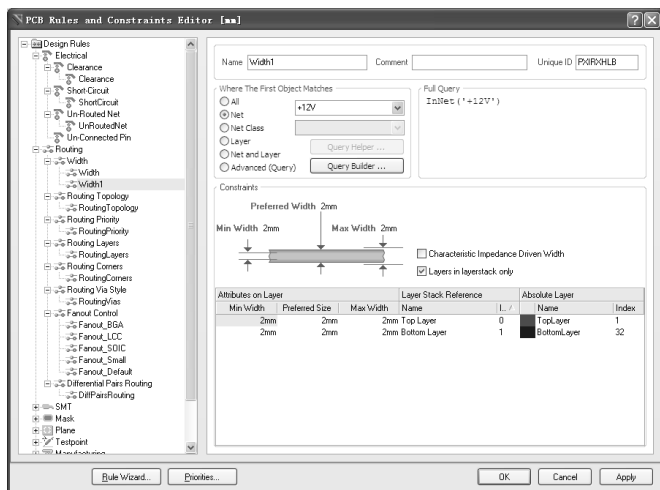 PCB Rules and Constraints Editor [mm]
Design Rules
Electrical
Clearance
Clearance
Short-Circuit
ShortCircuit
Un-Routed Net
UnRoutedNet
Un-Connected Pin
Routing
Width
Width
Width1
Routing Topology
RoutingTopology
Routing Priority
RoutingPriority
Routing Layers
RoutingLayers
Routing Corners
RoutingCorners
Routing Via Style
RoutingVias
Fanout Control
Fanout_BGA
Fanout_LCC
Fanout_SOIC
Fanout_Small
Fanout_Default
Differential Pairs Routing
DiffPairsRouting
SMT
Mask
Plane
Testpoint
Manufacturing
Name Width1 Comment Unique ID PXIRXHLB
Where The First Object Matches
All
Net
Net Class
Layer
Net and Layer
Advanced (Query)
+12V
Query Helper ...
Query Builder ...
Full Query
InNet('+12V')
Constraints
Preferred Width 2mm
Min Width 2mm Max Width 2mm
Characteristic Impedance Driven Width
Layers in layerstack only
Attributes on Layer Layer Stack Reference Absolute Layer
Min Width Preferred Size Max Width Name I.. Name Index
2mm 2mm 2mm Top Layer 0 TopLayer 1
2mm 2mm 2mm Bottom Layer 1 BottomLayer 32
Rule Wizard... Priorities... OK Cancel Apply